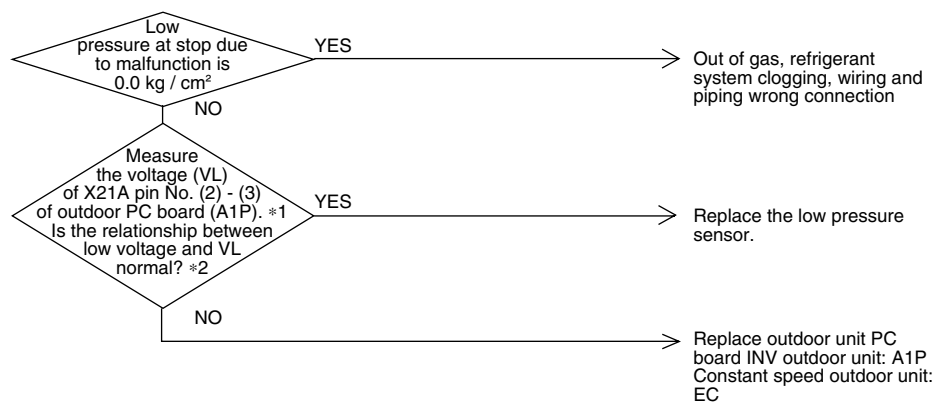 Low
pressure at stop due
to malfunction is
0.0 kg / cm²
YES
Out of gas, refrigerant
system clogging, wiring and
piping wrong connection
NO
Measure
the voltage (VL)
of X21A pin No. (2) - (3)
of outdoor PC board (A1P). *1
Is the relationship between
low voltage and VL
normal? *2
YES
Replace the low pressure
sensor.
NO
Replace outdoor unit PC
board INV outdoor unit: A1P
Constant speed outdoor unit:
EC